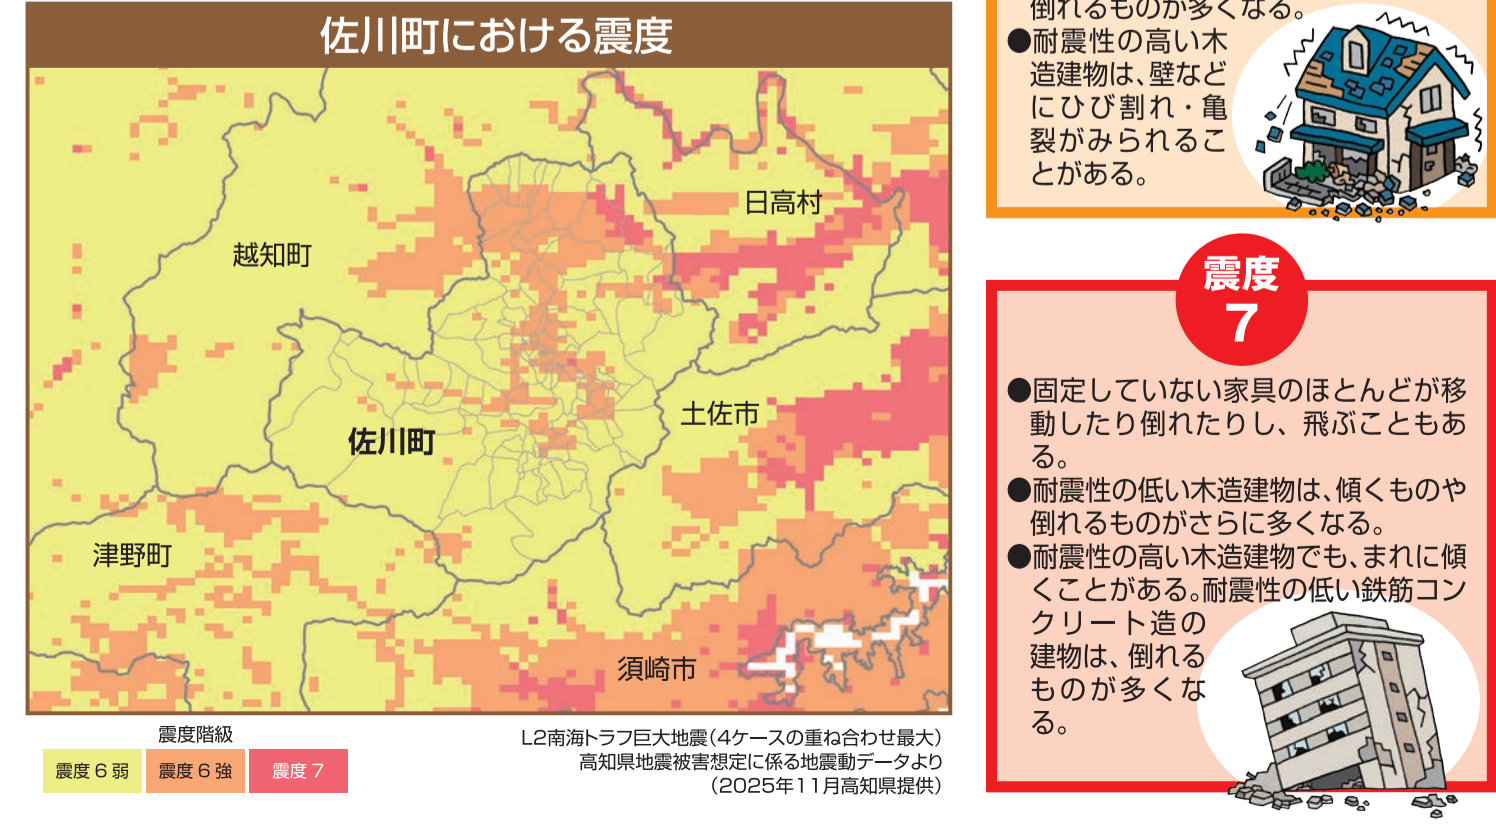 佐川町における震度
日高村
越知町
土佐市
佐川町
津野町
須崎市
震度階級
震度6弱
震度6強
震度7
L2南海トラフ巨大地震(4ケースの重ね合わせ最大)
高知県地震被害想定に係る地震動データより
(2025年11月高知県提供)
倒れるものが多くなる。
●耐震性の高い木
造建物は、壁など
にひび割れ・亀
裂がみられるこ
とがある。
震度
7
●固定していない家具のほとんどが移
動したり倒れたりし、飛ぶこともあ
る。
●耐震性の低い木造建物は、傾くものや
倒れるものがさらに多くなる。
●耐震性の高い木造建物でも、まれに傾
くことがある。耐震性の低い鉄筋コン
クリート造の
建物は、倒れる
ものが多くな
る。